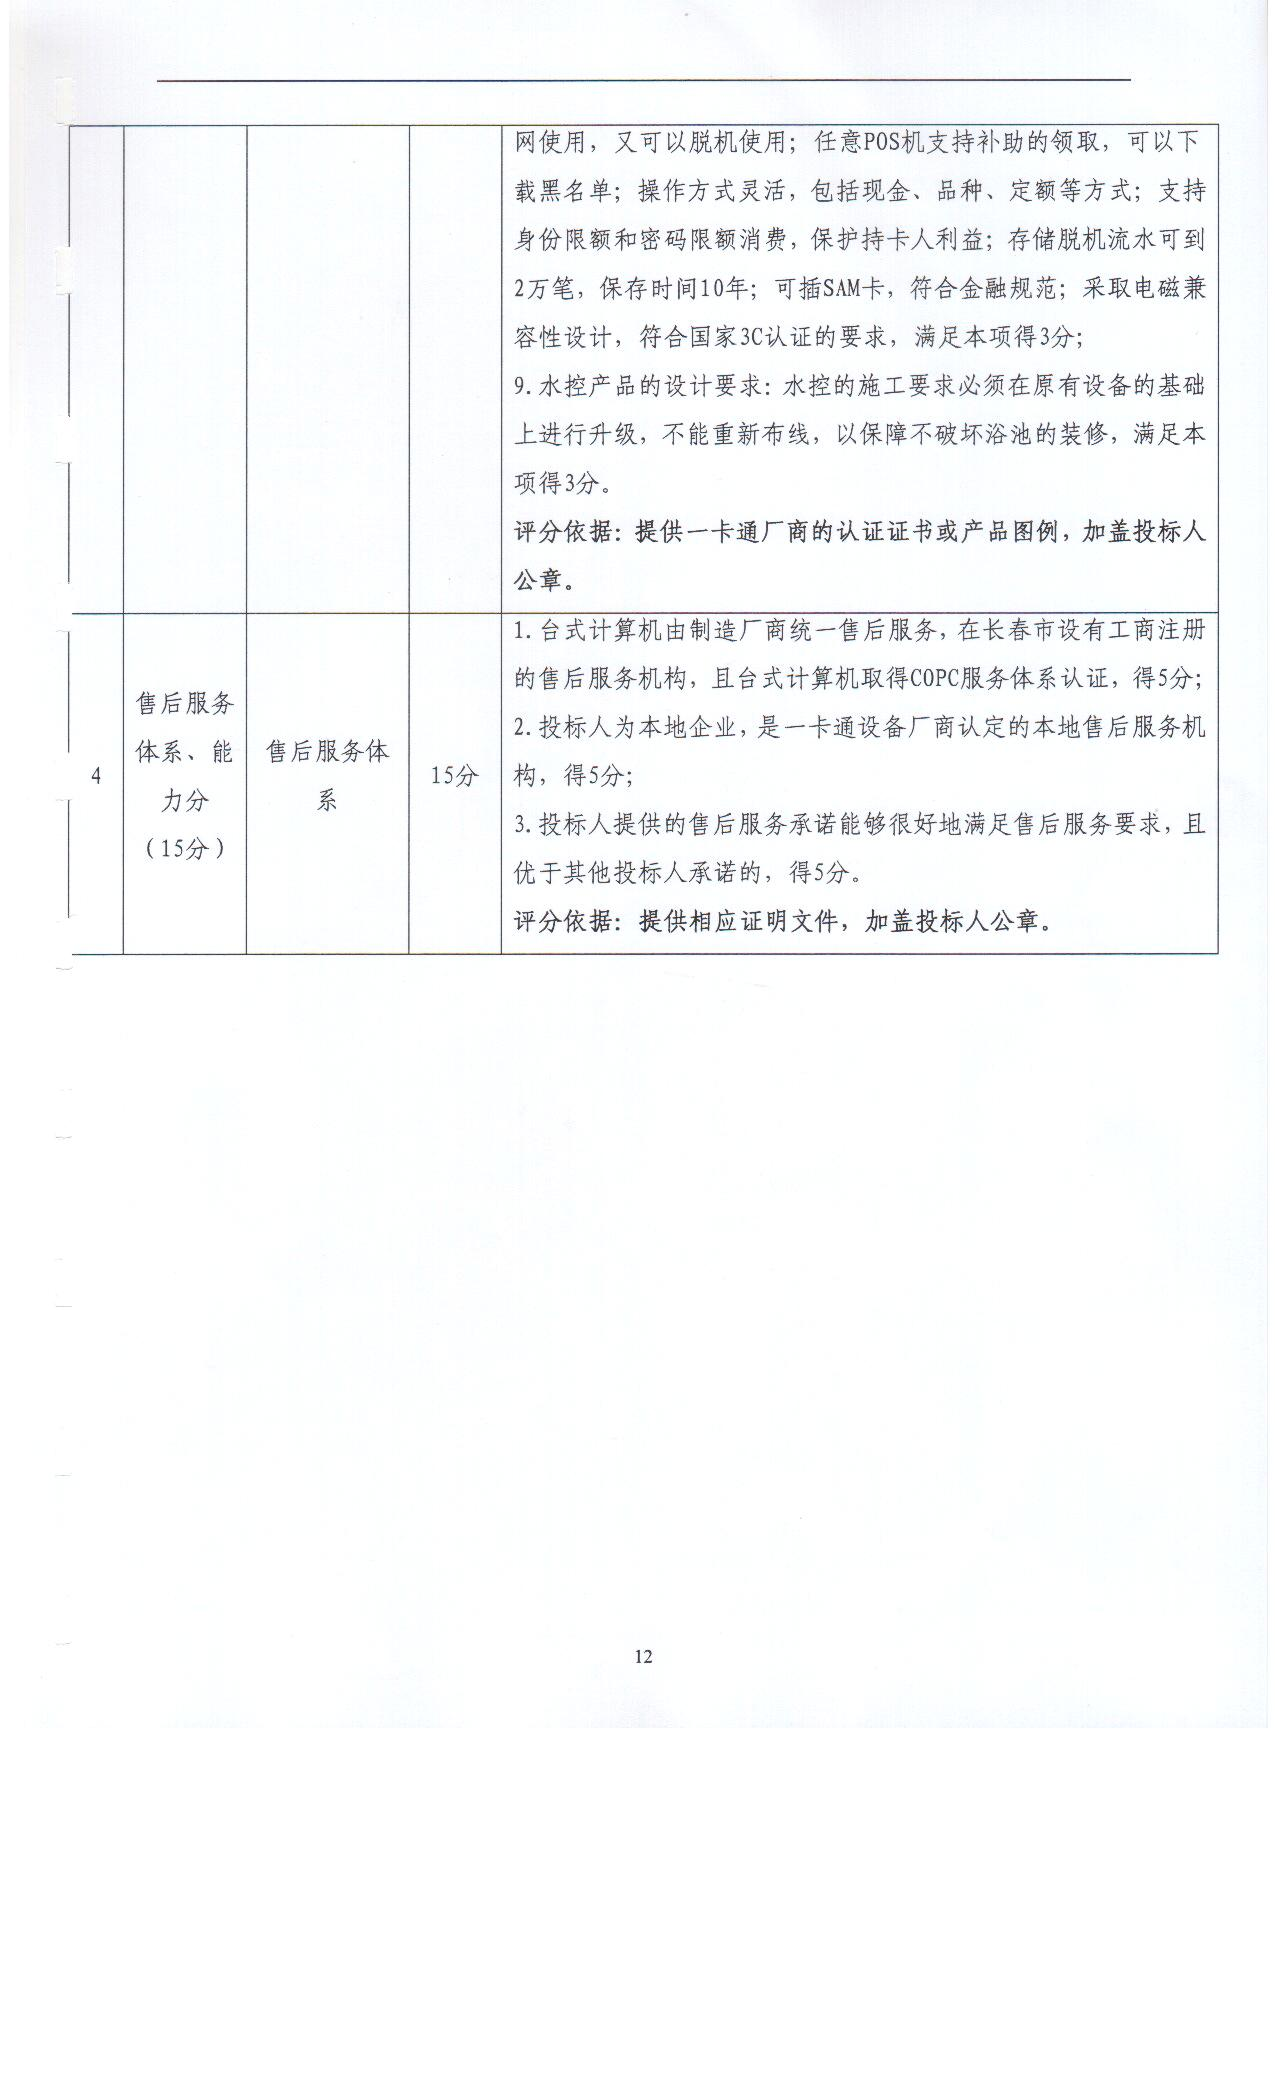 网使用，又可以脱机使用；任意POS机支持补助的领取，可以下
载黑名单；操作方式灵活，包括现金、品种、定额等方式；支持
身份限额和密码限额消费，保护持卡人利益；存储脱机流水可到
2万笔，保存时间10年；可插SAM卡，符合金融规范；采取电磁兼
容性设计，符合国家3C认证的要求，满足本项得3分；
9.水控产品的设计要求：水控的施工要求必须在原有设备的基础
上进行升级，不能重新布线，以保障不破坏浴池的装修，满足本
项得3分。
评分依据：提供一卡通厂商的认证证书或产品图例，加盖投标人
公章。
4
售后服务
体系、能
力分
（15分）
售后服务体
系
15分
1.台式计算机由制造厂商统一售后服务，在长春市设有工商注册
的售后服务机构，且台式计算机取得COPC服务体系认证，得5分；
2.投标人为本地企业，是一卡通设备厂商认定的本地售后服务机
构，得5分；
3.投标人提供的售后服务承诺能够很好地满足售后服务要求，且
优于其他投标人承诺的，得5分。
评分依据：提供相应证明文件，加盖投标人公章。
12